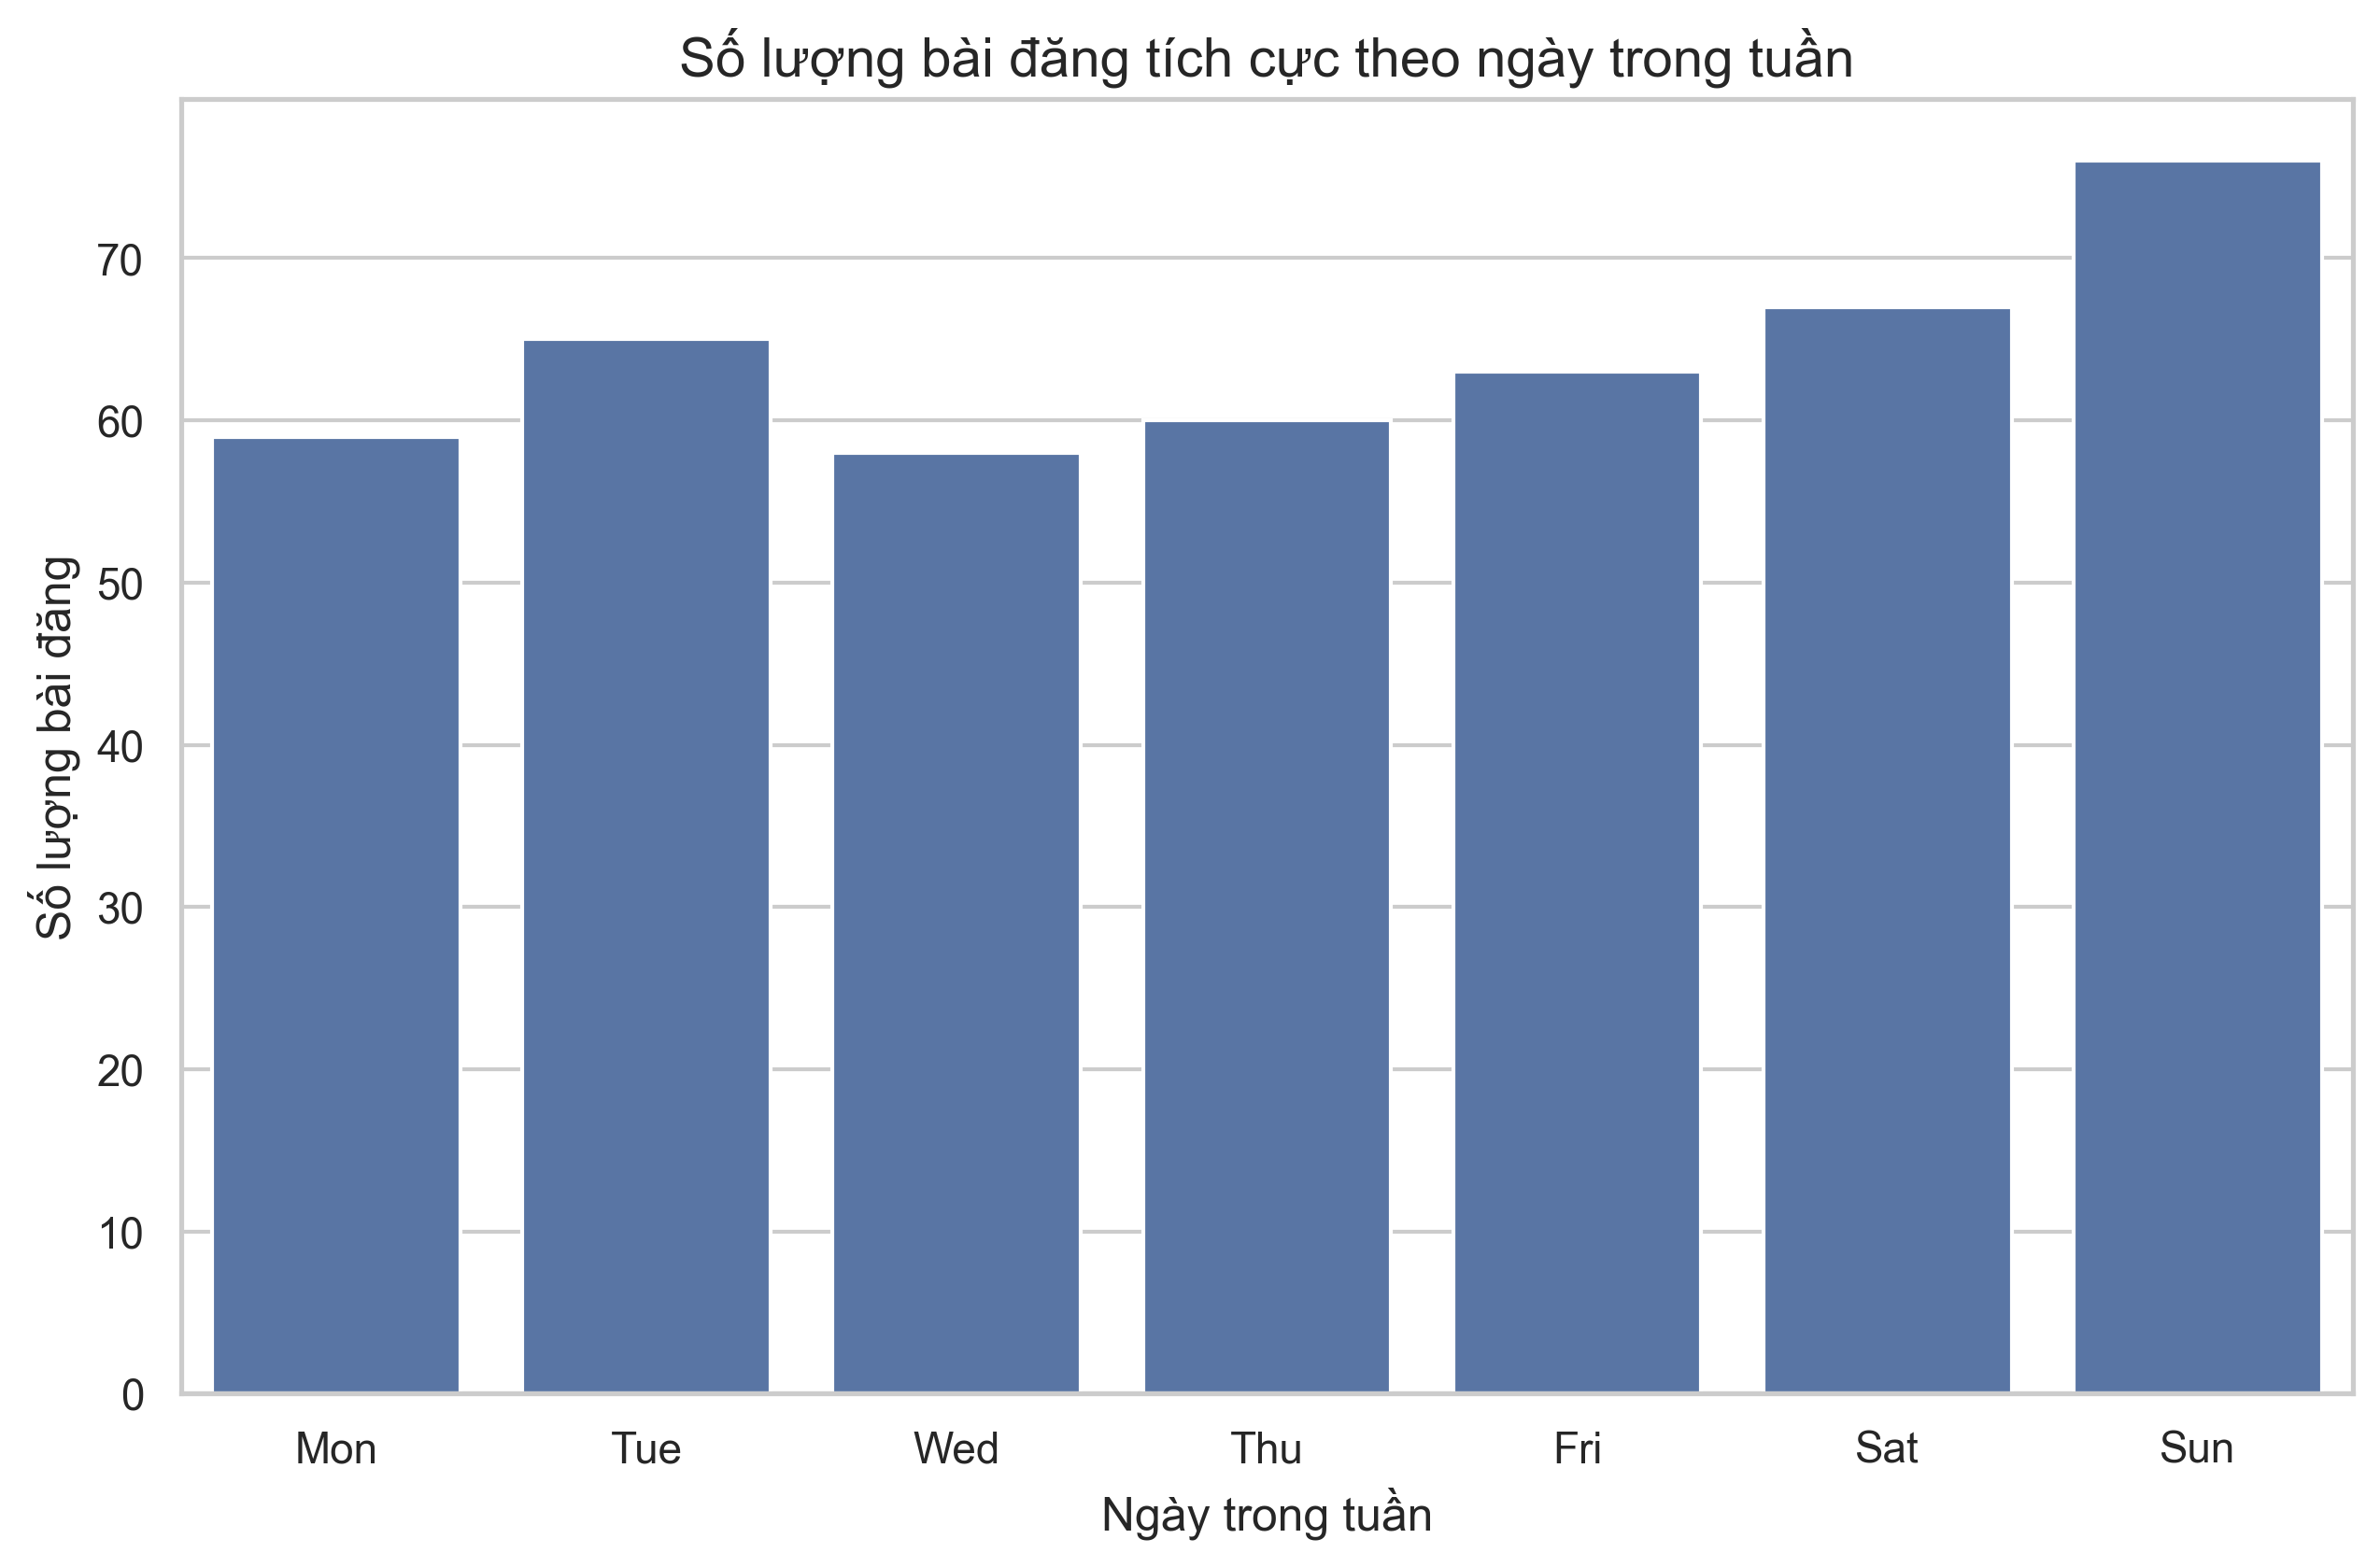 Số lượng bài đăng tích cực theo ngày trong tuần
Số lượng bài đăng
70
60
50
40
30
20
10
0
Mon Tue Wed Thu Fri Sat Sun
Ngày trong tuần